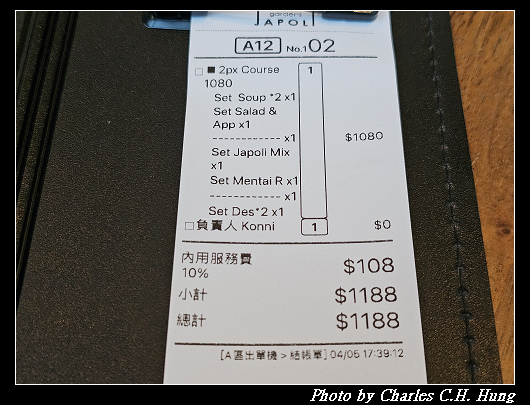 gardens
JAPOLI
A12 No.102
□ ■ 2px Course 1
1080
Set Soup *2 x1
Set Salad &
App x1
------------- x1 $1080
Set Japoli Mix
x1
Set Mentai R x1
------------- x1
Set Des*2 x1
□負責人 Konni 1 $0
內用服務費
10% $108
小計 $1188
總計 $1188
[A區出單機 > 結帳單] 04/05 17:39:12
Photo by Charles C.H. Hung